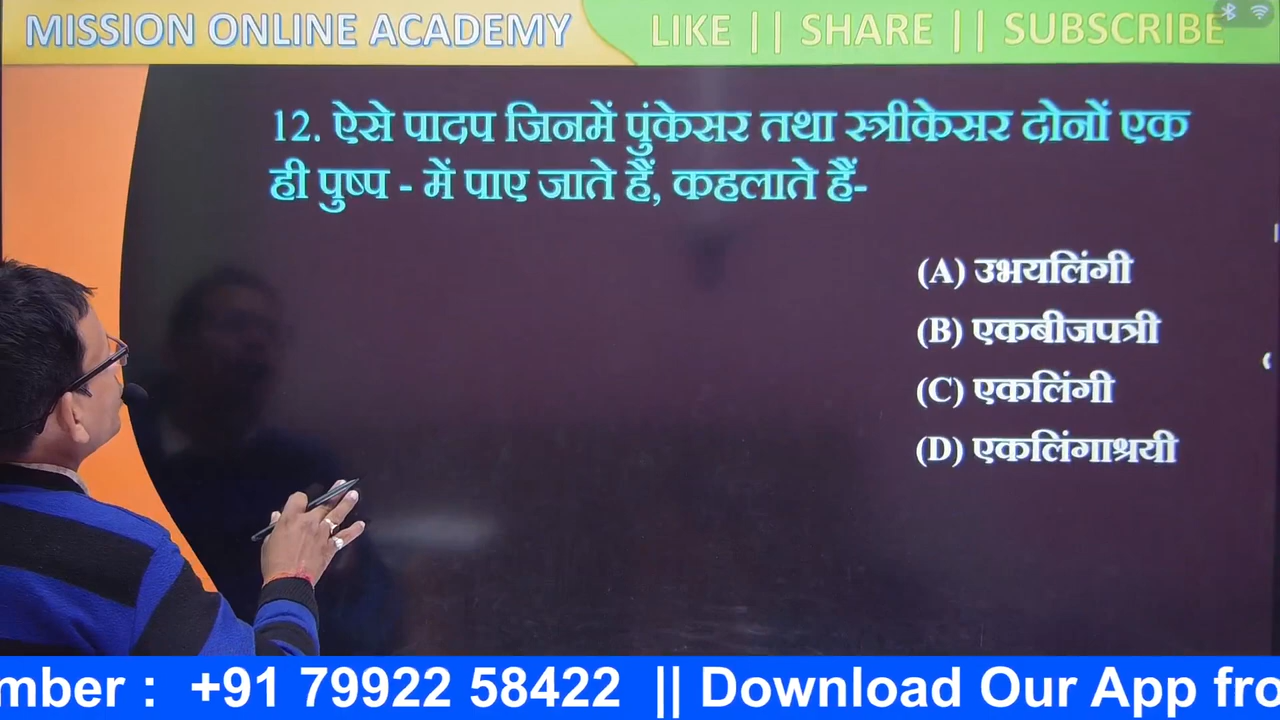 MISSION ONLINE ACADEMY
LIKE || SHARE || SUBSCRIBE
12. ऐसे पादप जिनमें पुंकेसर तथा स्त्रीकेसर दोनों एक
ही पुष्प - में पाए जाते हैं, कहलाते हैं-
(A) उभयलिंगी
(B) एकबीजपत्री
(C) एकलिंगी
(D) एकलिंगाश्रयी
mber : +91 79922 58422 || Download Our App fro